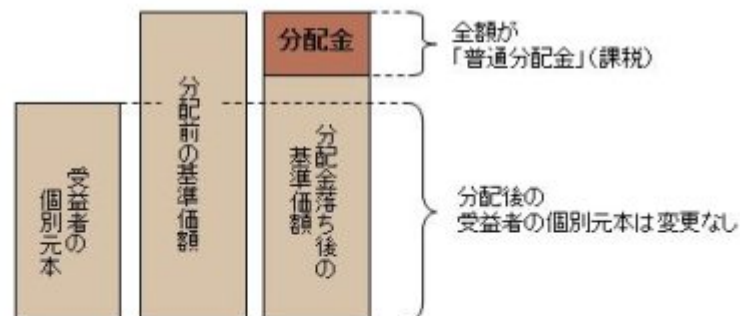 分配金
全額が
「普通分配金」(課税)
分配前の基準価額
受益者の
個別元本
分配金落ち後の
基準価額
分配後の
受益者の個別元本は変更なし